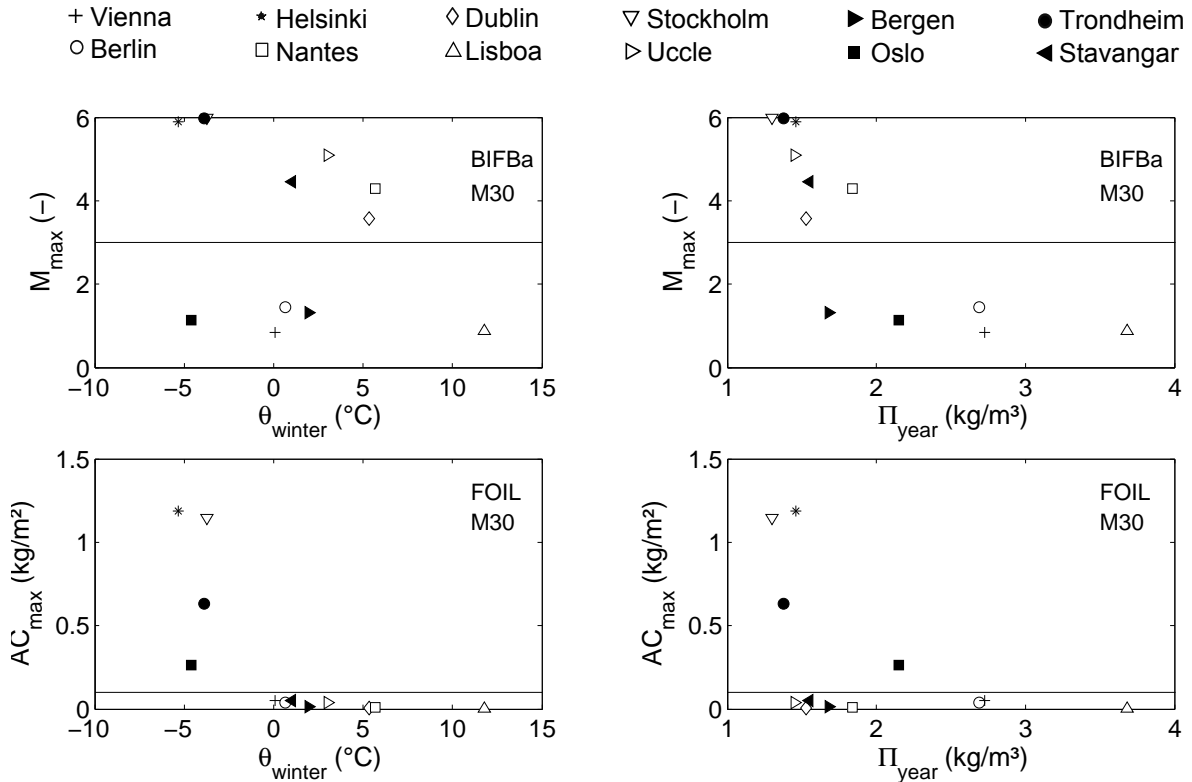 Vienna Helsinki Dublin Stockholm Bergen Trondheim
Berlin Nantes Lisboa Uccle Oslo Stavangar
6
4
2
0
M_max (–)
BIFBa
M30
−10 −5 0 5 10 15
θ_winter (°C)
6
4
2
0
M_max (–)
BIFBa
M30
1 2 3 4
Π_year (kg/m³)
1.5
1
0.5
0
AC_max (kg/m²)
FOIL
M30
−10 −5 0 5 10 15
θ_winter (°C)
1.5
1
0.5
0
AC_max (kg/m²)
FOIL
M30
1 2 3 4
Π_year (kg/m³)